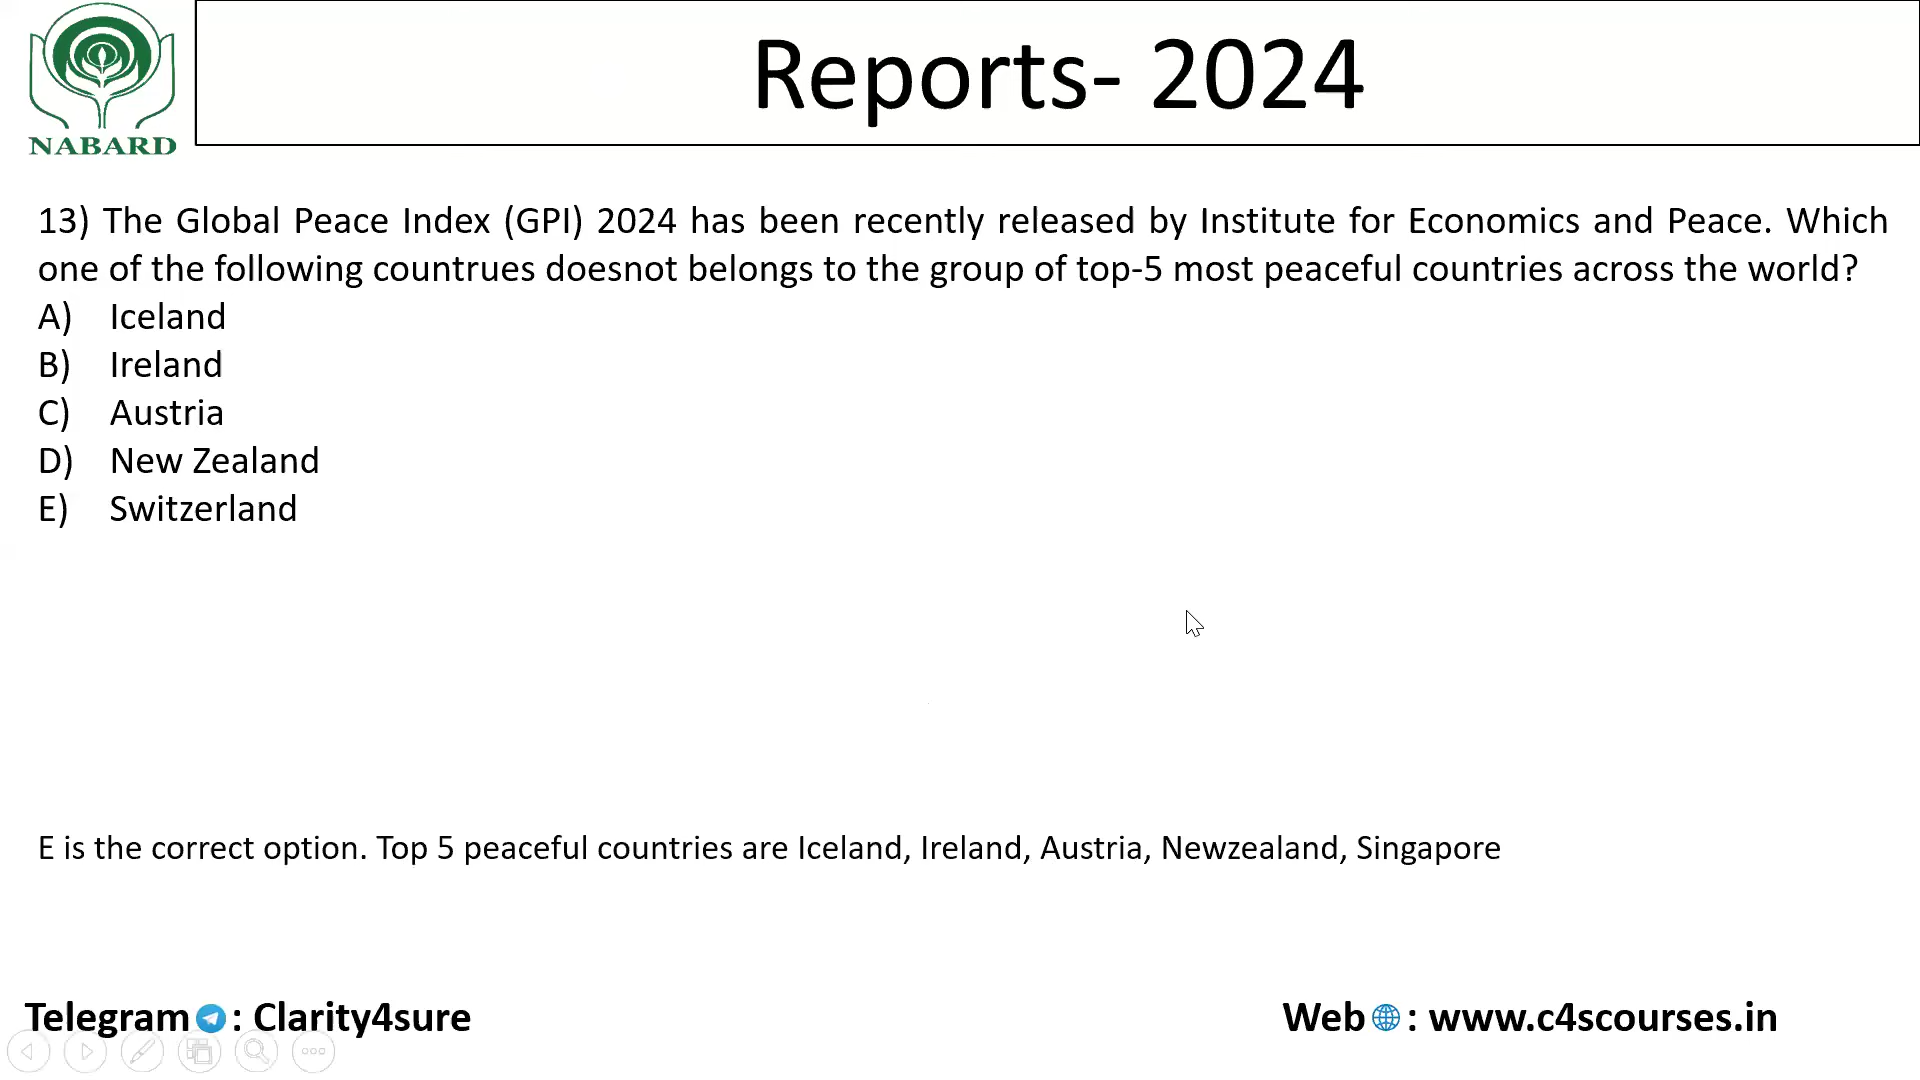 NABARD
Reports- 2024
13) The Global Peace Index (GPI) 2024 has been recently released by Institute for Economics and Peace. Which
one of the following countrues doesnot belongs to the group of top-5 most peaceful countries across the world?
A) Iceland
B) Ireland
C) Austria
D) New Zealand
E) Switzerland
E is the correct option. Top 5 peaceful countries are Iceland, Ireland, Austria, Newzealand, Singapore
Telegram : Clarity4sure
Web : www.c4scourses.in